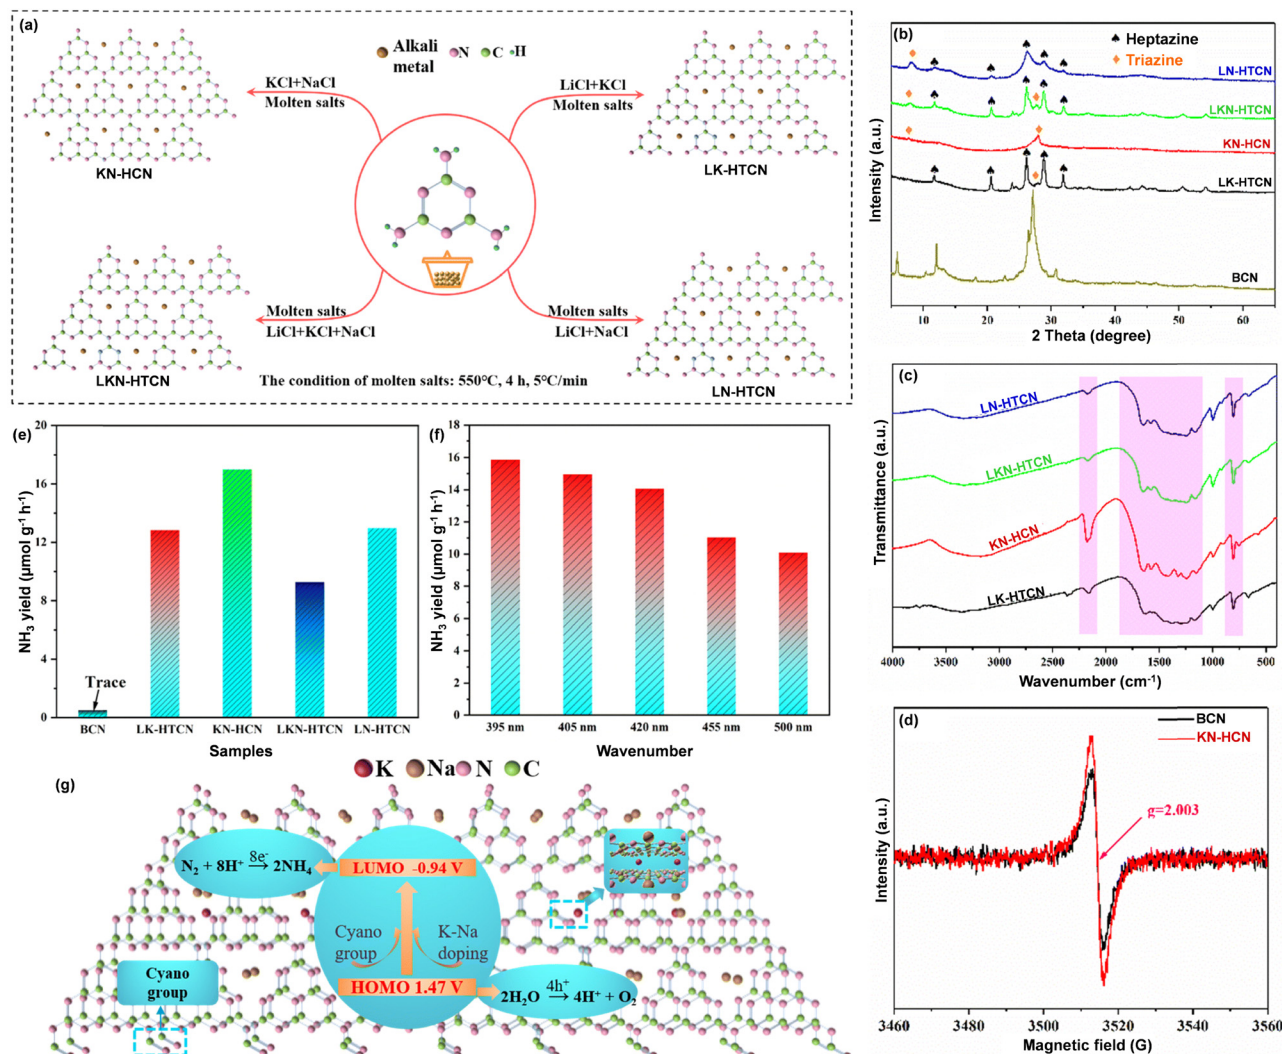 (a)
Alkali
metal
N
C
H
KCl+NaCl
Molten salts
LiCl+KCl
Molten salts
KN-HCN
LK-HTCN
Molten salts
LiCl+KCl+NaCl
Molten salts
LiCl+NaCl
LKN-HTCN
The condition of molten salts: 550°C, 4 h, 5°C/min
LN-HTCN
(b)
Heptazine
Triazine
LN-HTCN
LKN-HTCN
KN-HCN
LK-HTCN
BCN
Intensity (a.u.)
10 20 30 40 50 60
2 Theta (degree)
(c)
LN-HTCN
LKN-HTCN
KN-HCN
LK-HTCN
Transmittance (a.u.)
4000 3500 3000 2500 2000 1500 1000 500
Wavenumber (cm⁻¹)
(e)
NH₃ yield (μmol g⁻¹ h⁻¹)
20
16
12
8
4
0
Trace
BCN LK-HTCN KN-HCN LKN-HTCN LN-HTCN
Samples
(f)
NH₃ yield (μmol g⁻¹ h⁻¹)
18
16
14
12
10
8
6
4
2
0
395 nm 405 nm 420 nm 455 nm 500 nm
Wavenumber
(d)
BCN
KN-HCN
g=2.003
Intensity (a.u.)
3460 3480 3500 3520 3540 3560
Magnetic field (G)
(g)
K Na N C
N₂ + 8H⁺ 8e⁻→ 2NH₄
LUMO -0.94 V
Cyano
group
K-Na
doping
HOMO 1.47 V
2H₂O 4h⁺→ 4H⁺ + O₂
Cyano
group